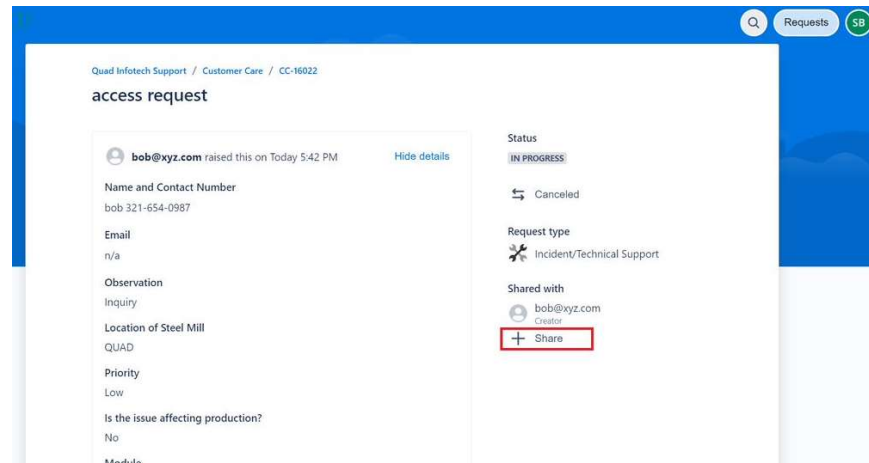 Requests
SB
Quad Infotech Support / Customer Care / CC-16022
access request
bob@xyz.com raised this on Today 5:42 PM
Hide details
Name and Contact Number
bob 321-654-0987
Email
n/a
Observation
Inquiry
Location of Steel Mill
QUAD
Priority
Low
Is the issue affecting production?
No
Module
Status
IN PROGRESS
Canceled
Request type
Incident/Technical Support
Shared with
bob@xyz.com
Creator
Share